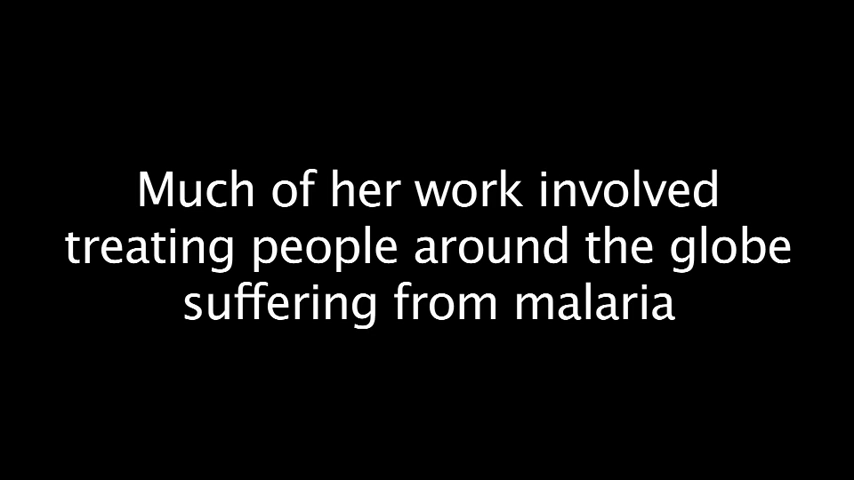 Much of her work involved
treating people around the globe
suffering from malaria